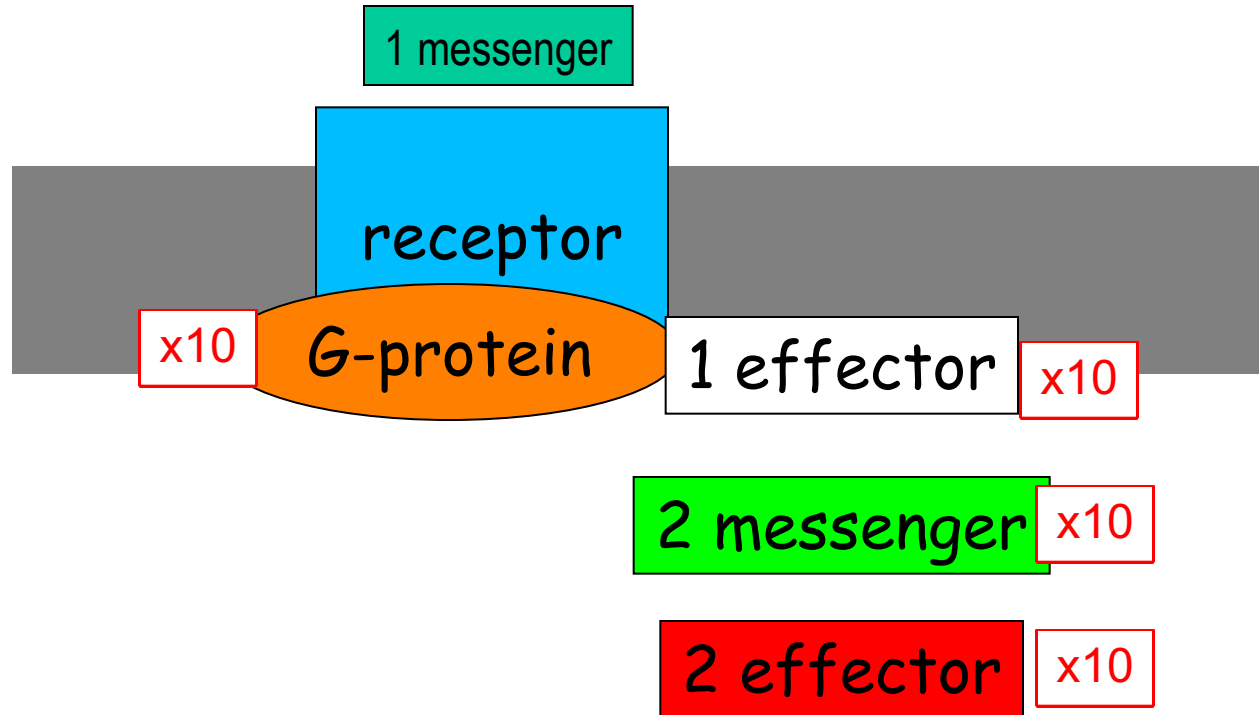 1 messenger
receptor
x10
G-protein
1 effector
x10
2 messenger
x10
2 effector
x10